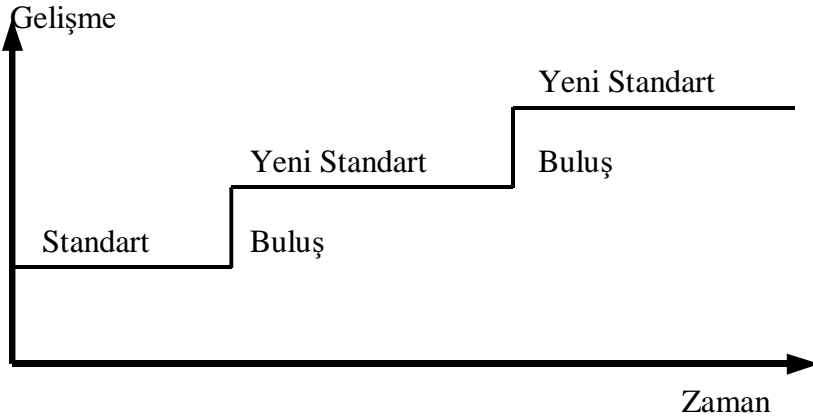 Gelişme
Yeni Standart
Yeni Standart
Buluş
Standart
Buluş
Zaman